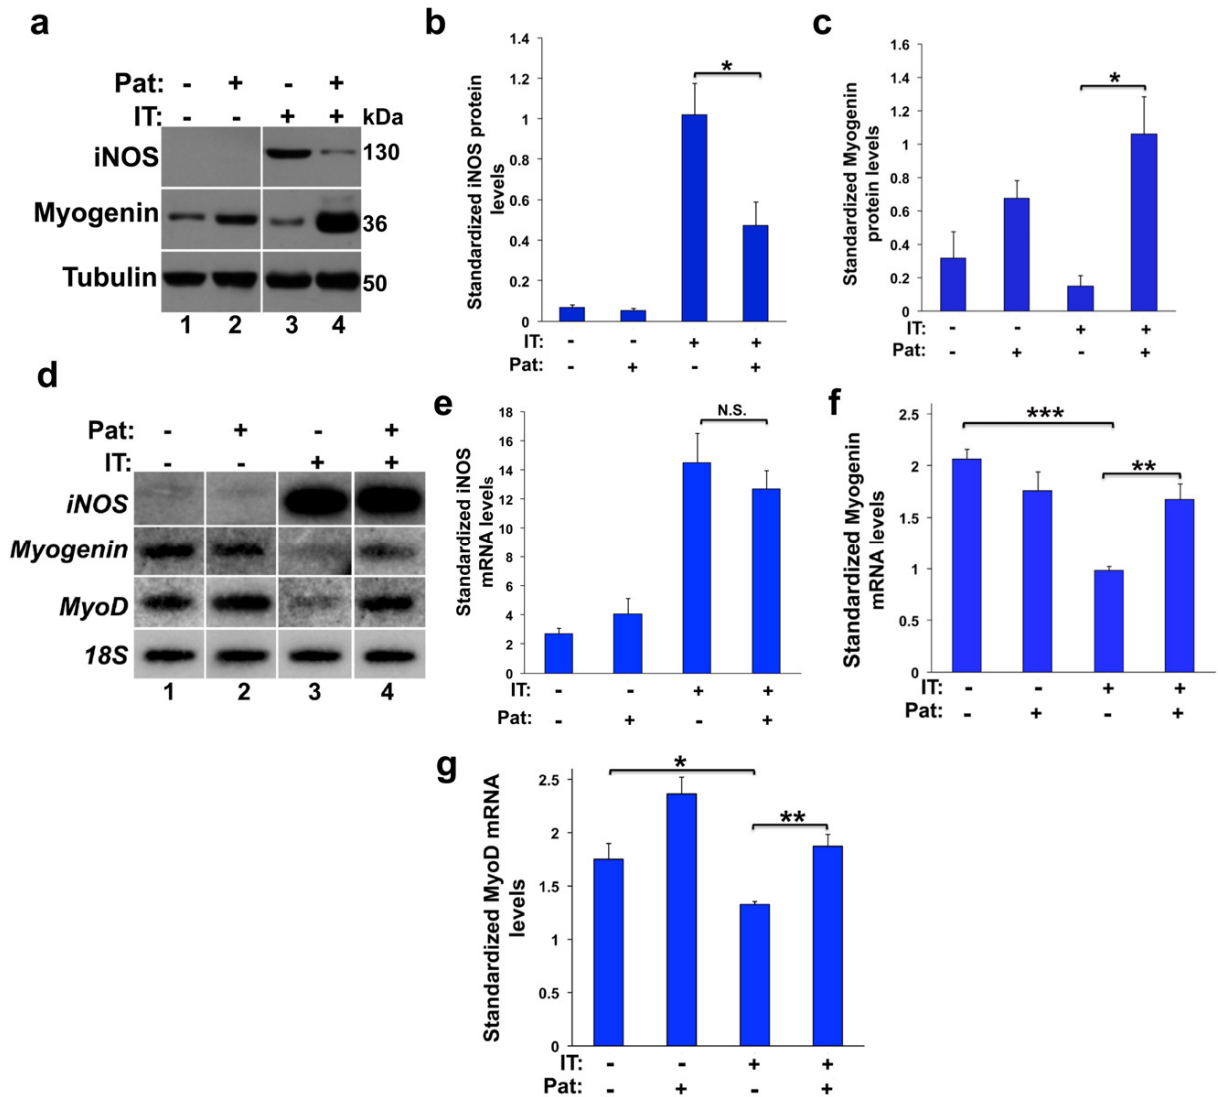 a
Pat: - + - +
IT: - - + + kDa
iNOS 130
Myogenin 36
Tubulin 50
1 2 3 4
b
Standardized iNOS protein
levels
1.4
1.2
1
0.8
0.6
0.4
0.2
0
*
IT: - - + +
Pat: - + - +
c
Standardized Myogenin
protein levels
1.6
1.4
1.2
1
0.8
0.6
0.4
0.2
0
*
IT: - - + +
Pat: - + - +
d
Pat: - + - +
IT: - - + +
iNOS
Myogenin
MyoD
18S
1 2 3 4
e
Standardized iNOS
mRNA levels
18
16
14
12
10
8
6
4
2
0
N.S.
IT: - - + +
Pat: - + - +
f
Standardized Myogenin
mRNA levels
2.5
2
1.5
1
0.5
0
***
**
IT: - - + +
Pat: - + - +
g
Standardized MyoD mRNA
levels
2.5
2
1.5
1
0.5
0
*
**
IT: - - + +
Pat: - + - +